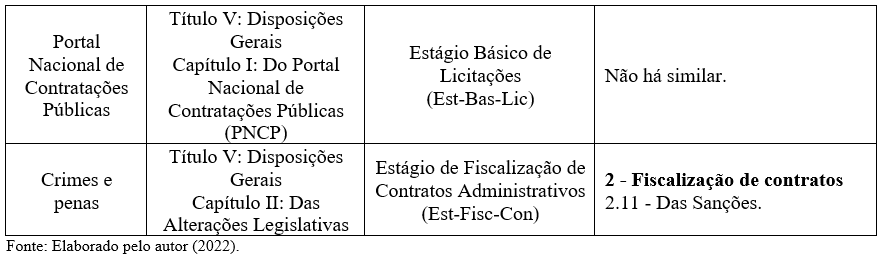 Portal
Nacional de
Contratações
Públicas
Título V: Disposições
Gerais
Capítulo I: Do Portal
Nacional de
Contratações Públicas
(PNCP)
Estágio Básico de
Licitações
(Est-Bas-Lic)
Não há similar.
Crimes e
penas
Título V: Disposições
Gerais
Capítulo II: Das
Alterações Legislativas
Estágio de Fiscalização de
Contratos Administrativos
(Est-Fisc-Con)
2 - Fiscalização de contratos
2.11 - Das Sanções.
Fonte: Elaborado pelo autor (2022).